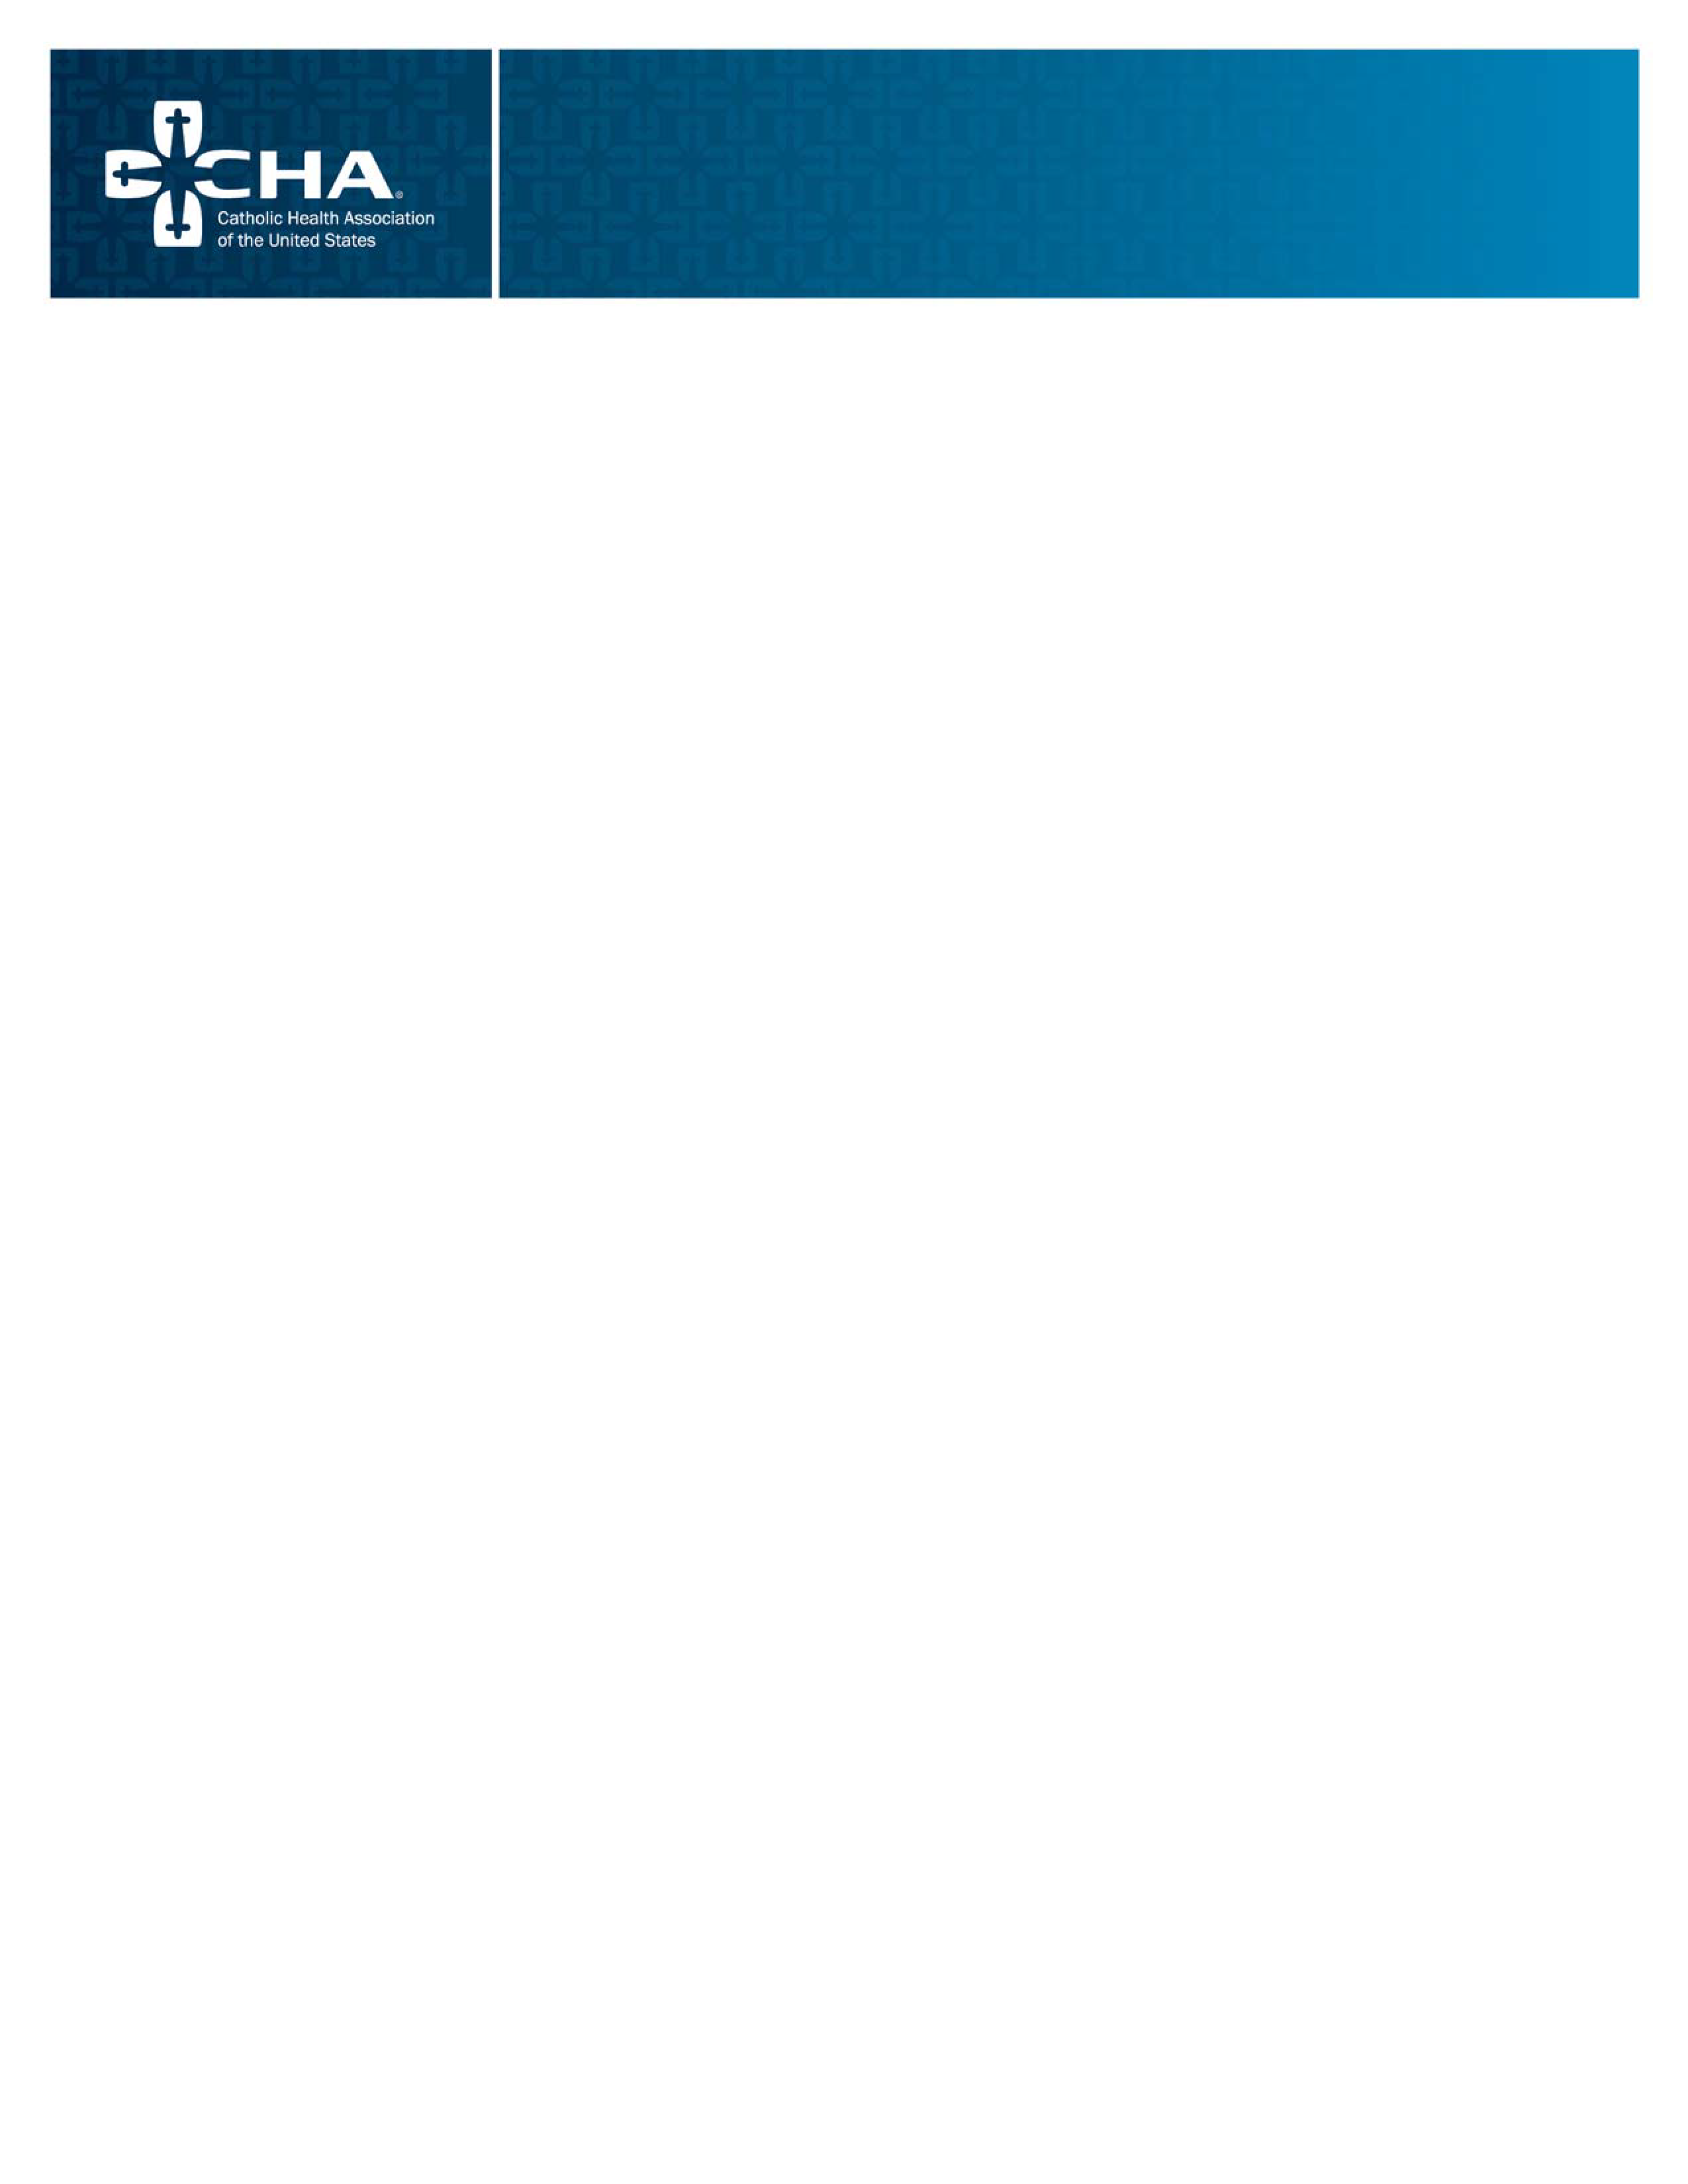 CHA®
Catholic Health Association
of the United States